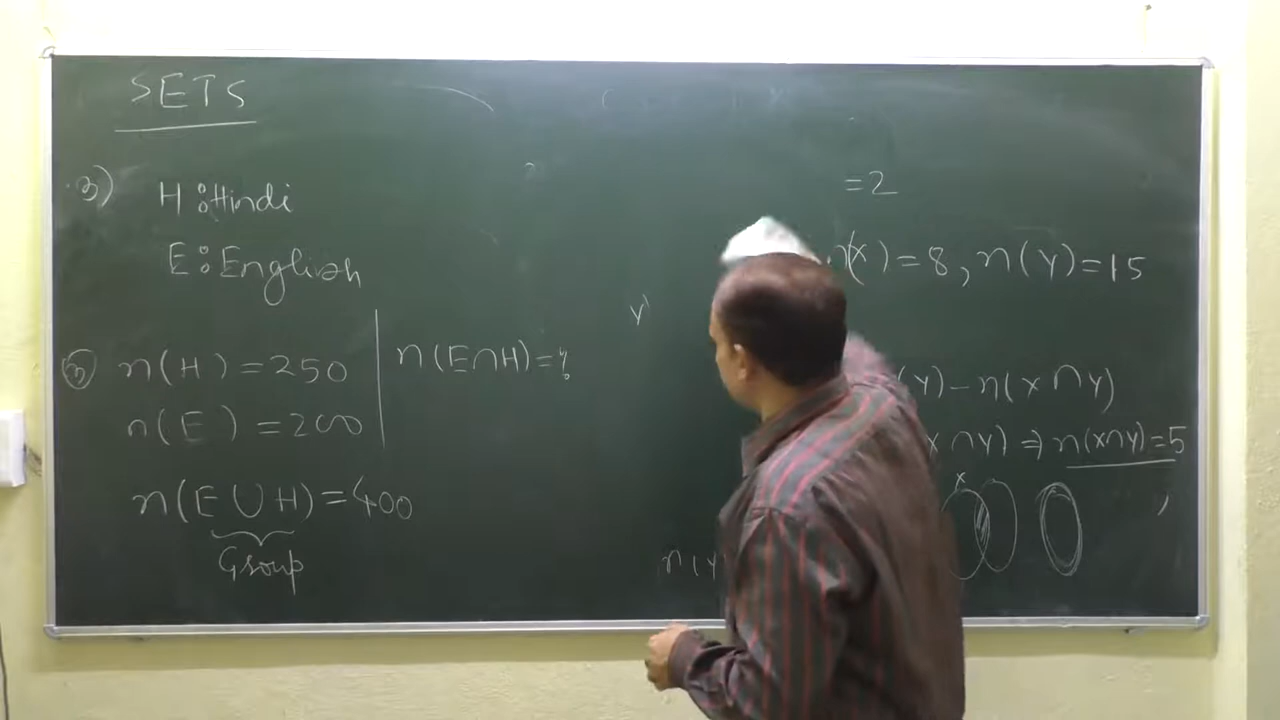 SETS
3) H : Hindi
E : English
n(H) = 250
n(E) = 200
n(E∩H) = ?
n(E∪H) = 400
Group
= 2
n(x) = 8, n(y) = 15
(y) - n(x∩y)
x∩y) ⇒ n(x∩y) = 5
x
n(y